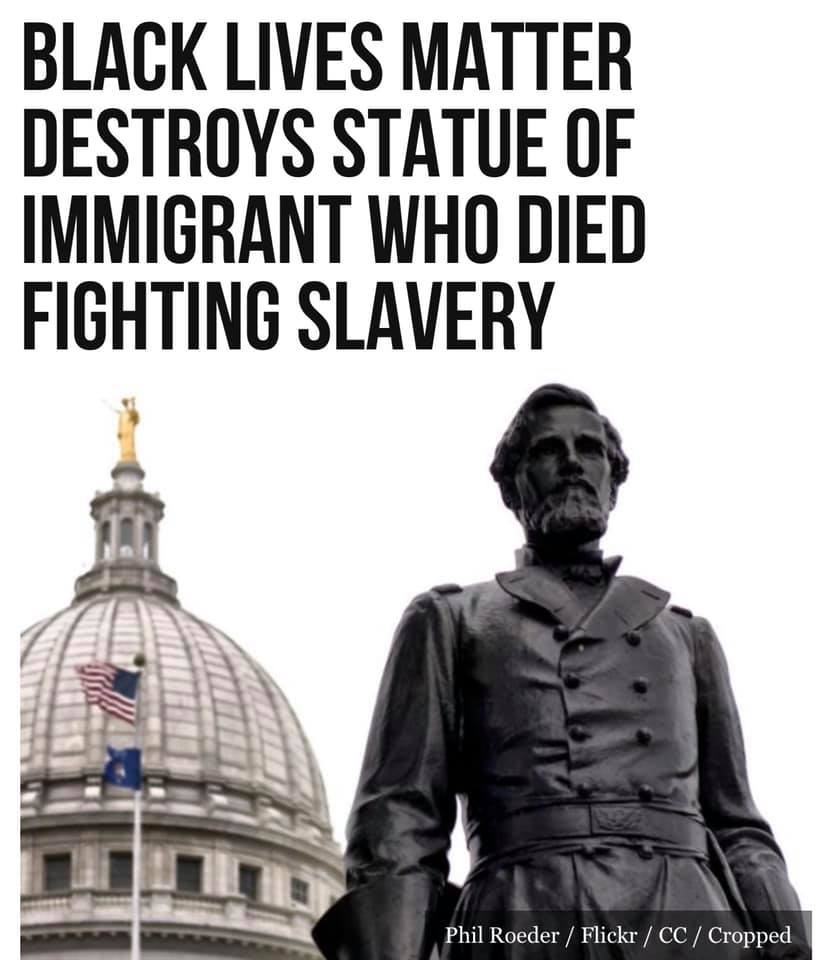 BLACK LIVES MATTER
DESTROYS STATUE OF
IMMIGRANT WHO DIED
FIGHTING SLAVERY
Phil Roeder / Flickr / CC / Cropped